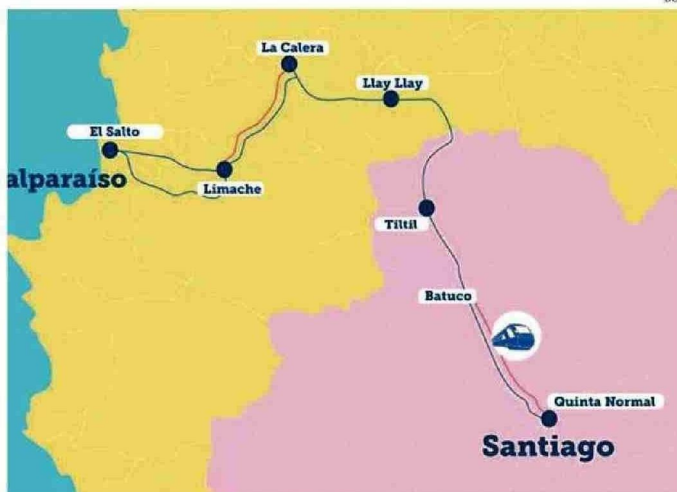 La Calera
Llay Llay
El Salto
alparaíso
Limache
Tiltil
Batuco
Quinta Normal
Santiago